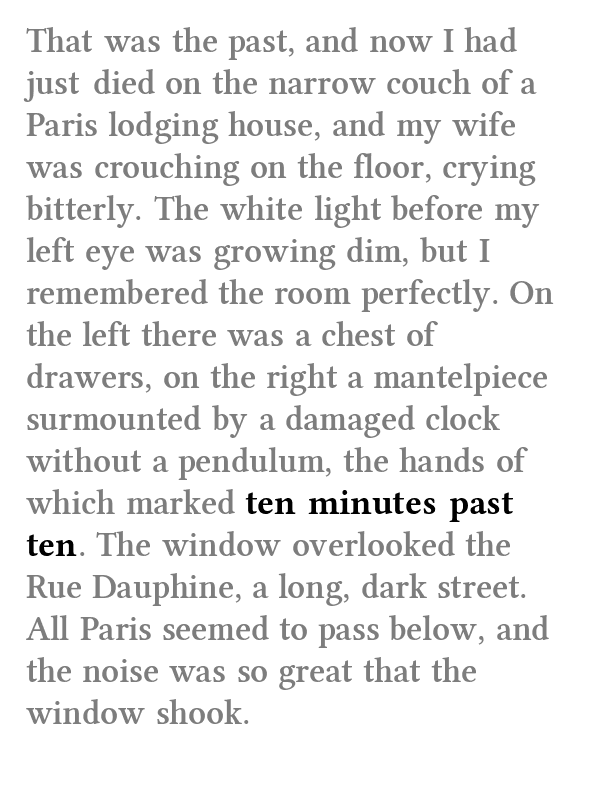 That was the past, and now I had
just died on the narrow couch of a
Paris lodging house, and my wife
was crouching on the floor, crying
bitterly. The white light before my
left eye was growing dim, but I
remembered the room perfectly. On
the left there was a chest of
drawers, on the right a mantelpiece
surmounted by a damaged clock
without a pendulum, the hands of
which marked ten minutes past
ten. The window overlooked the
Rue Dauphine, a long, dark street.
All Paris seemed to pass below, and
the noise was so great that the
window shook.